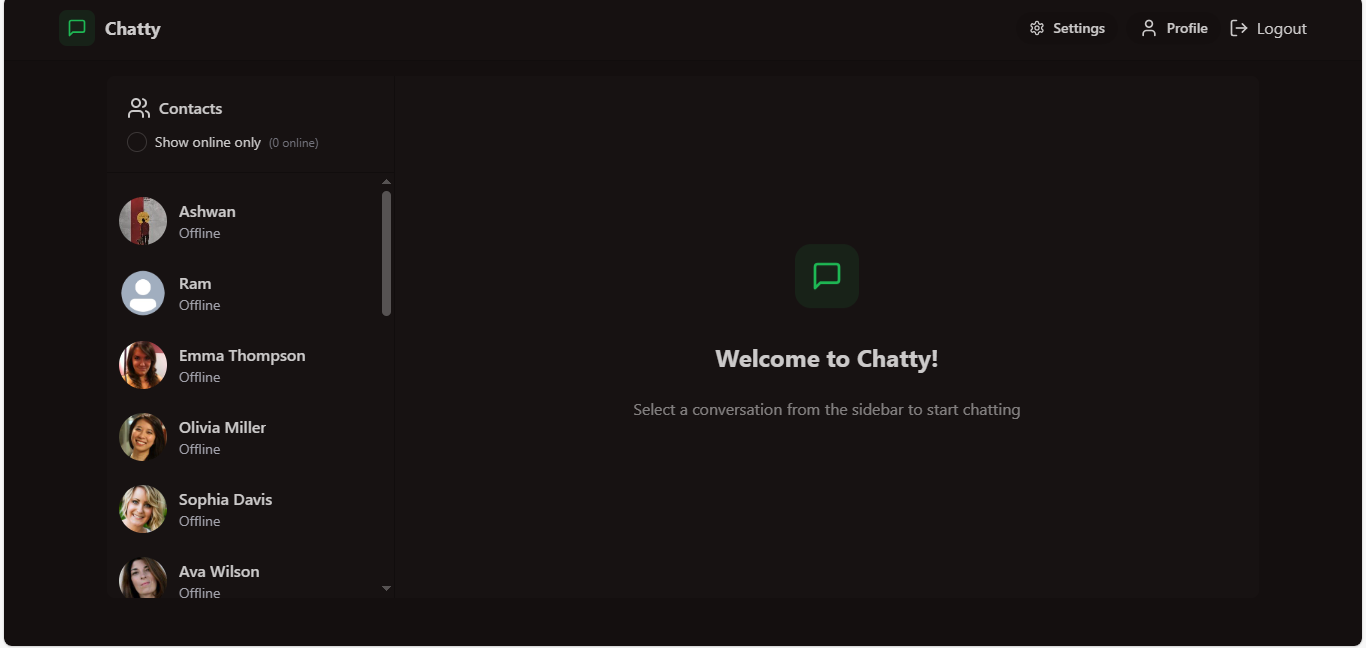 Chatty
Settings
Profile
Logout
Contacts
Show online only (0 online)
Ashwan
Offline
Ram
Offline
Emma Thompson
Offline
Olivia Miller
Offline
Sophia Davis
Offline
Ava Wilson
Offline
Welcome to Chatty!
Select a conversation from the sidebar to start chatting